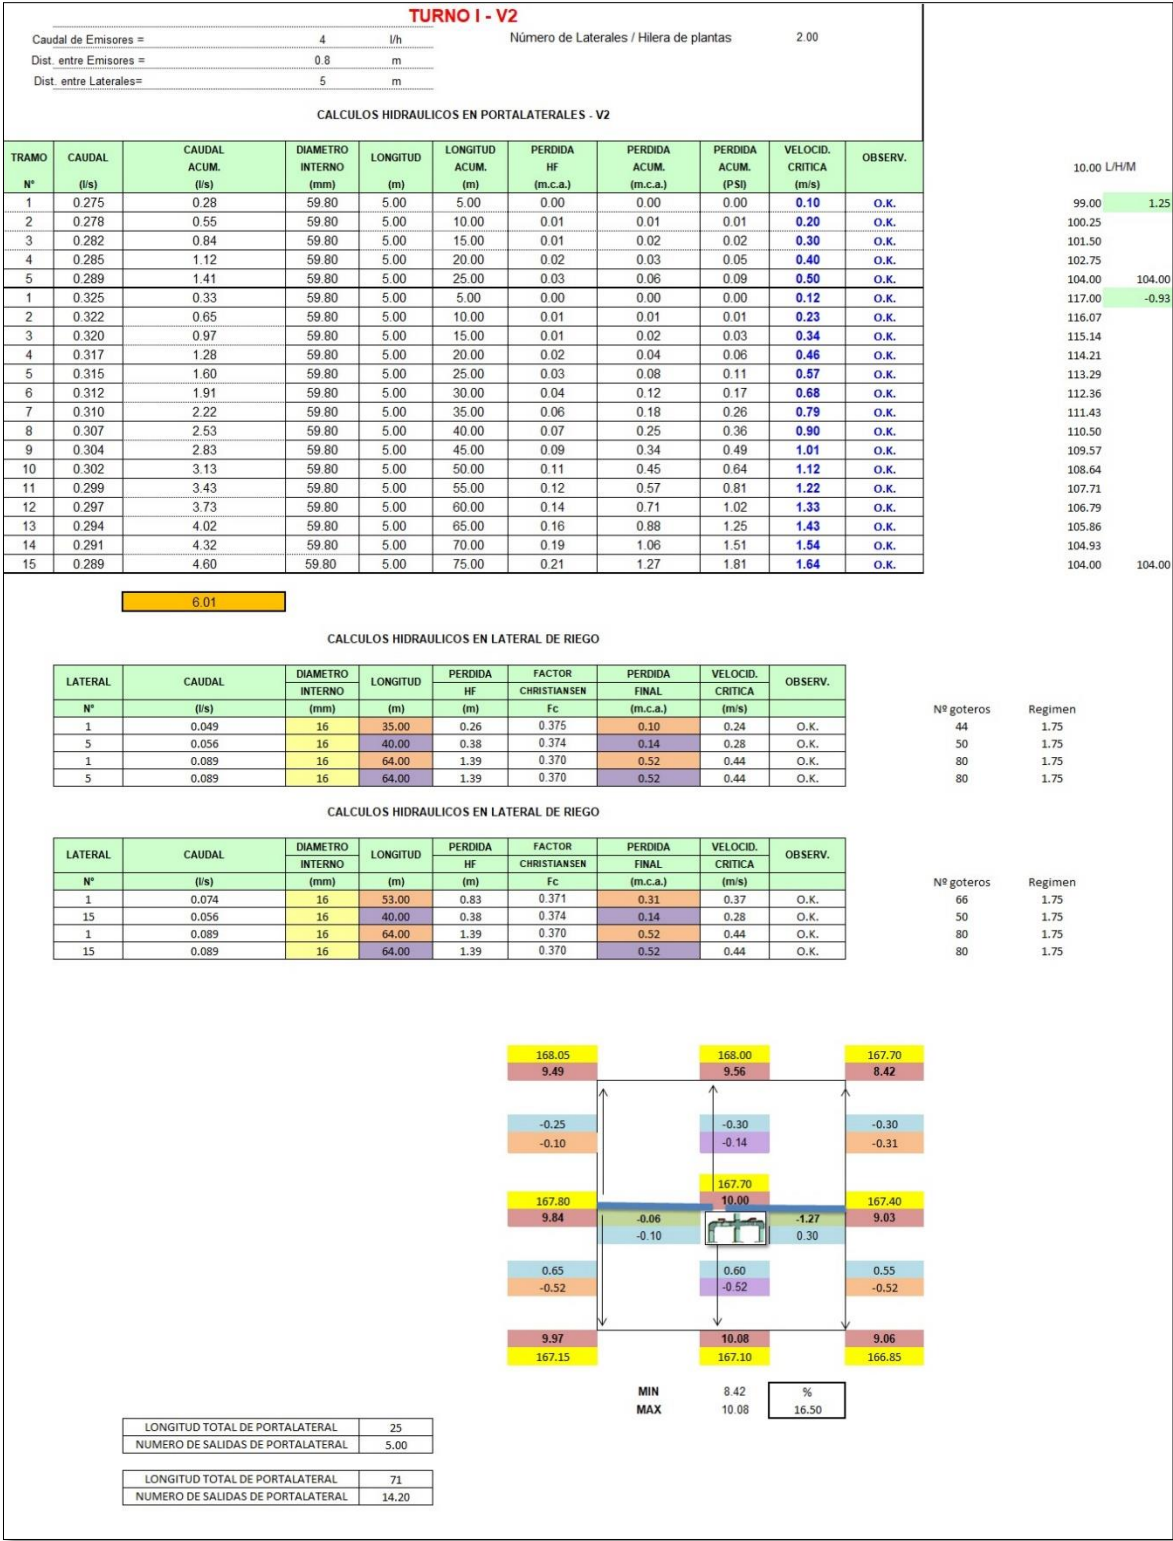 TURNO I - V2
Caudal de Emisores = 4 l/h Número de Laterales / Hilera de plantas 2.00
Dist. entre Emisores = 0.8 m
Dist. entre Laterales= 5 m
CALCULOS HIDRAULICOS EN PORTALATERALES - V2
TRAMO CAUDAL CAUDAL DIAMETRO LONGITUD LONGITUD PERDIDA PERDIDA PERDIDA VELOCID. OBSERV.
ACUM. INTERNO ACUM. HF ACUM. ACUM. CRITICA
N° (l/s) (l/s) (mm) (m) (m) (m.c.a.) (m.c.a.) (PSI) (m/s) 10.00 L/H/M
1 0.275 0.28 59.80 5.00 5.00 0.00 0.00 0.00 0.10 O.K. 99.00 1.25
2 0.278 0.55 59.80 5.00 10.00 0.01 0.01 0.01 0.20 O.K. 100.25
3 0.282 0.84 59.80 5.00 15.00 0.01 0.02 0.02 0.30 O.K. 101.50
4 0.285 1.12 59.80 5.00 20.00 0.02 0.03 0.05 0.40 O.K. 102.75
5 0.289 1.41 59.80 5.00 25.00 0.03 0.06 0.09 0.50 O.K. 104.00 104.00
1 0.325 0.33 59.80 5.00 5.00 0.00 0.00 0.00 0.12 O.K. 117.00 -0.93
2 0.322 0.65 59.80 5.00 10.00 0.01 0.01 0.01 0.23 O.K. 116.07
3 0.320 0.97 59.80 5.00 15.00 0.01 0.02 0.03 0.34 O.K. 115.14
4 0.317 1.28 59.80 5.00 20.00 0.02 0.04 0.06 0.46 O.K. 114.21
5 0.315 1.60 59.80 5.00 25.00 0.03 0.08 0.11 0.57 O.K. 113.29
6 0.312 1.91 59.80 5.00 30.00 0.04 0.12 0.17 0.68 O.K. 112.36
7 0.310 2.22 59.80 5.00 35.00 0.06 0.18 0.26 0.79 O.K. 111.43
8 0.307 2.53 59.80 5.00 40.00 0.07 0.25 0.36 0.90 O.K. 110.50
9 0.304 2.83 59.80 5.00 45.00 0.09 0.34 0.49 1.01 O.K. 109.57
10 0.302 3.13 59.80 5.00 50.00 0.11 0.45 0.64 1.12 O.K. 108.64
11 0.299 3.43 59.80 5.00 55.00 0.12 0.57 0.81 1.22 O.K. 107.71
12 0.297 3.73 59.80 5.00 60.00 0.14 0.71 1.02 1.33 O.K. 106.79
13 0.294 4.02 59.80 5.00 65.00 0.16 0.88 1.25 1.43 O.K. 105.86
14 0.291 4.32 59.80 5.00 70.00 0.19 1.06 1.51 1.54 O.K. 104.93
15 0.289 4.60 59.80 5.00 75.00 0.21 1.27 1.81 1.64 O.K. 104.00 104.00
6.01
CALCULOS HIDRAULICOS EN LATERAL DE RIEGO
LATERAL CAUDAL DIAMETRO LONGITUD PERDIDA FACTOR PERDIDA VELOCID. OBSERV.
INTERNO HF CHRISTIANSEN FINAL CRITICA
N° (l/s) (mm) (m) (m) Fc (m.c.a.) (m/s) Nº goteros Regimen
1 0.049 16 35.00 0.26 0.375 0.10 0.24 O.K. 44 1.75
5 0.056 16 40.00 0.38 0.374 0.14 0.28 O.K. 50 1.75
1 0.089 16 64.00 1.39 0.370 0.52 0.44 O.K. 80 1.75
5 0.089 16 64.00 1.39 0.370 0.52 0.44 O.K. 80 1.75
CALCULOS HIDRAULICOS EN LATERAL DE RIEGO
LATERAL CAUDAL DIAMETRO LONGITUD PERDIDA FACTOR PERDIDA VELOCID. OBSERV.
INTERNO HF CHRISTIANSEN FINAL CRITICA
N° (l/s) (mm) (m) (m) Fc (m.c.a.) (m/s) Nº goteros Regimen
1 0.074 16 53.00 0.83 0.371 0.31 0.37 O.K. 66 1.75
15 0.056 16 40.00 0.38 0.374 0.14 0.28 O.K. 50 1.75
1 0.089 16 64.00 1.39 0.370 0.52 0.44 O.K. 80 1.75
15 0.089 16 64.00 1.39 0.370 0.52 0.44 O.K. 80 1.75
168.05 168.00 167.70
9.49 9.56 8.42
-0.25 -0.30 -0.30
-0.10 -0.14 -0.31
167.70
167.80 10.00 167.40
9.84 -0.06 -1.27 9.03
-0.10 0.30
0.65 0.60 0.55
-0.52 -0.52 -0.52
9.97 10.08 9.06
167.15 167.10 166.85
MIN 8.42 %
MAX 10.08 16.50
LONGITUD TOTAL DE PORTALATERAL 25
NUMERO DE SALIDAS DE PORTALATERAL 5.00
LONGITUD TOTAL DE PORTALATERAL 71
NUMERO DE SALIDAS DE PORTALATERAL 14.20